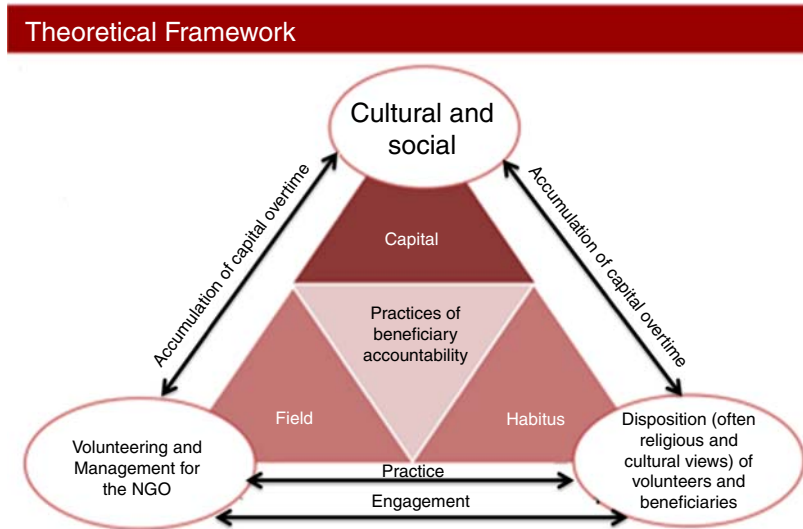 Theoretical Framework
Cultural and
social
Accumulation of capital overtime
Accumulation of capital overtime
Capital
Practices of
beneficiary
accountability
Field
Habitus
Volunteering and
Management for
the NGO
Disposition (often
religious and
cultural views) of
volunteers and
beneficiaries
Practice
Engagement